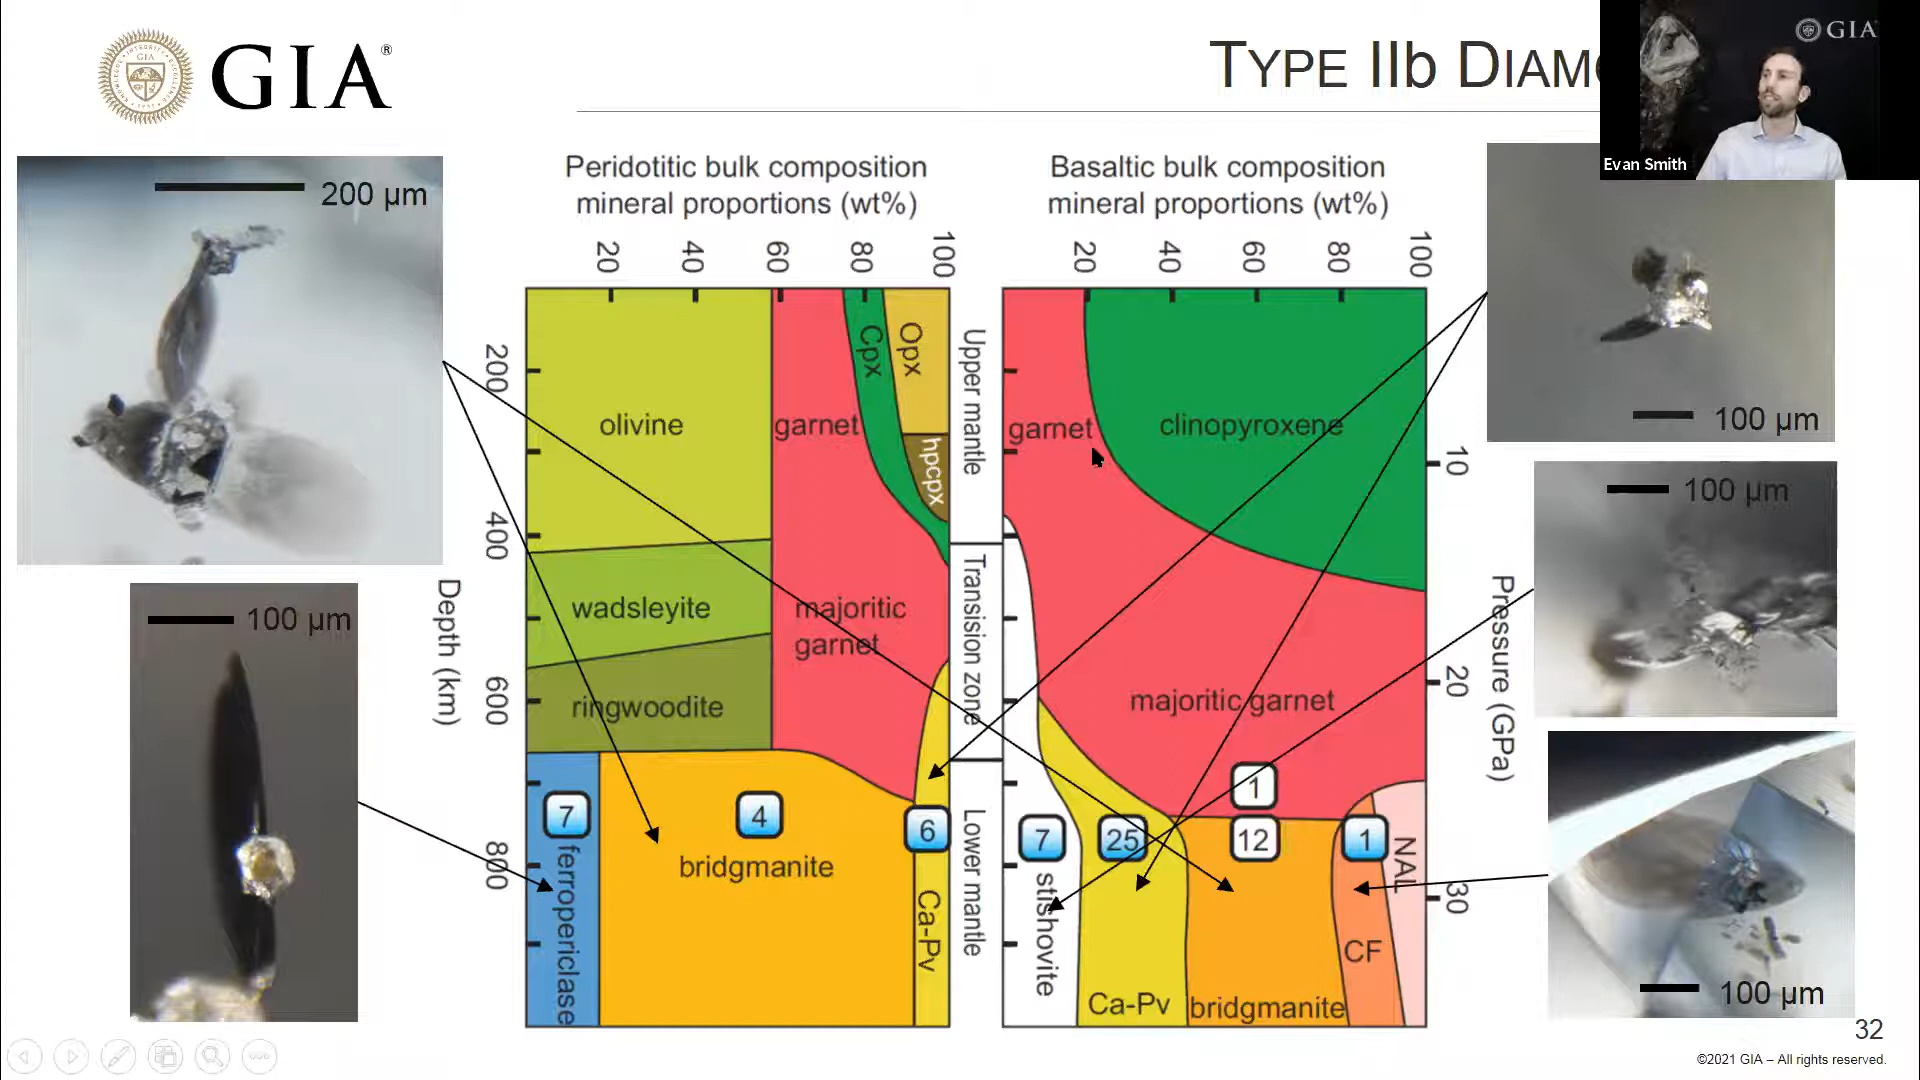 GIA®
TYPE IIb DIAM
GIA
Evan Smith
200 µm
100 µm
Peridotitic bulk composition
mineral proportions (wt%)
20
40
60
80
100
Depth (km)
200
400
600
800
olivine
garnet
Cpx
Opx
hpcpx
wadsleyite
majoritic
garnet
ringwoodite
7
ferropericlase
4
bridgmanite
6
Ca-Pv
Upper mantle
Transision zone
Lower mantle
Basaltic bulk composition
mineral proportions (wt%)
20
40
60
80
100
garnet
clinopyroxene
majoritic garnet
1
7
25
12
1
stishovite
Ca-Pv
bridgmanite
CF
NAL
10
20
30
Pressure (GPa)
100 µm
100 µm
100 µm
32
©2021 GIA – All rights reserved.